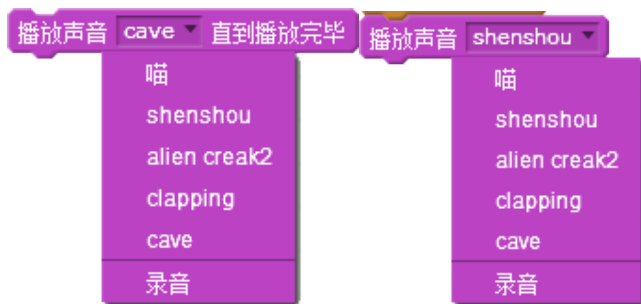 播放声音 cave 直到播放完毕
喵
shenshou
alien creak2
clapping
cave
录音
播放声音 shenshou
喵
shenshou
alien creak2
clapping
cave
录音